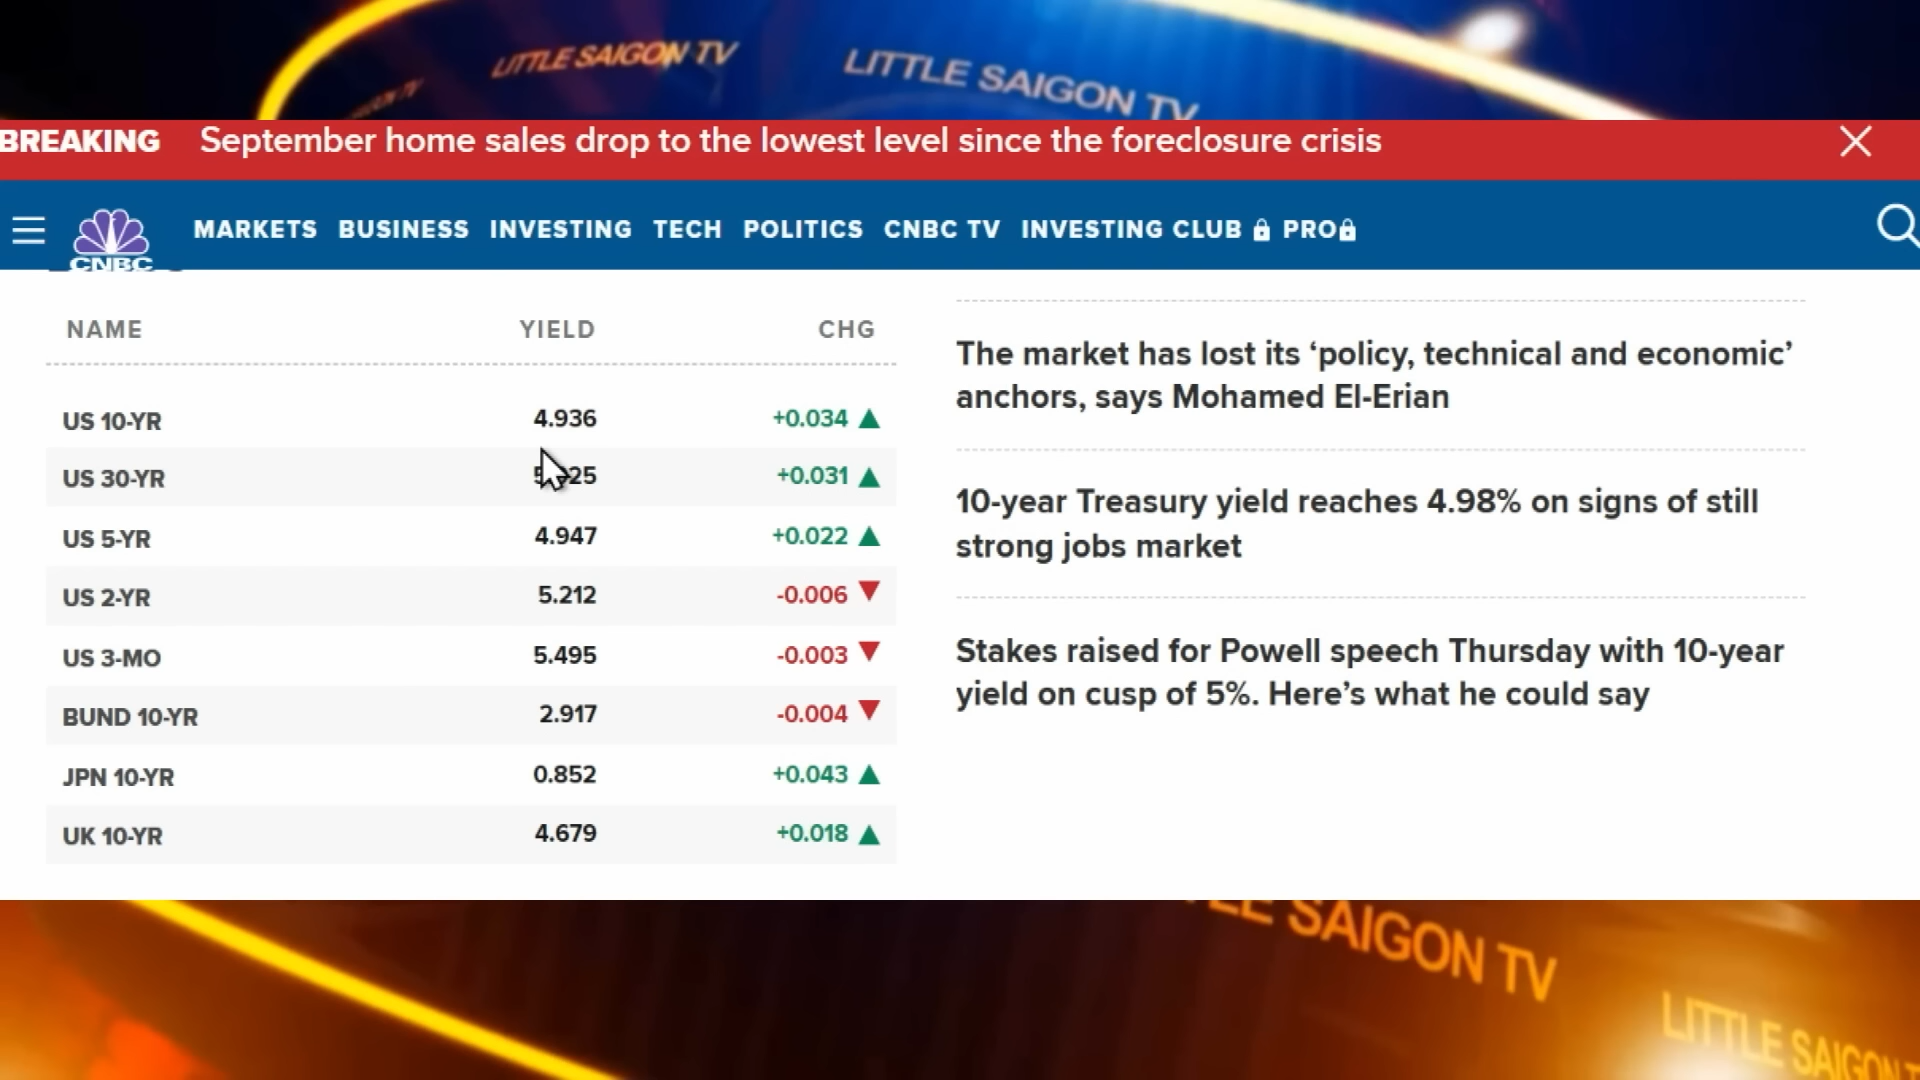 LITTLE SAIGON TV
LITTLE SAIGON TV
BREAKING September home sales drop to the lowest level since the foreclosure crisis
CNBC MARKETS BUSINESS INVESTING TECH POLITICS CNBC TV INVESTING CLUB PRO
NAME YIELD CHG
US 10-YR 4.936 +0.034
US 30-YR +0.031
US 5-YR 4.947 +0.022
US 2-YR 5.212 -0.006
US 3-MO 5.495 -0.003
BUND 10-YR 2.917 -0.004
JPN 10-YR 0.852 +0.043
UK 10-YR 4.679 +0.018
The market has lost its ‘policy, technical and economic’
anchors, says Mohamed El-Erian
10-year Treasury yield reaches 4.98% on signs of still
strong jobs market
Stakes raised for Powell speech Thursday with 10-year
yield on cusp of 5%. Here’s what he could say
SAIGON TV
LITTLE SAIGON